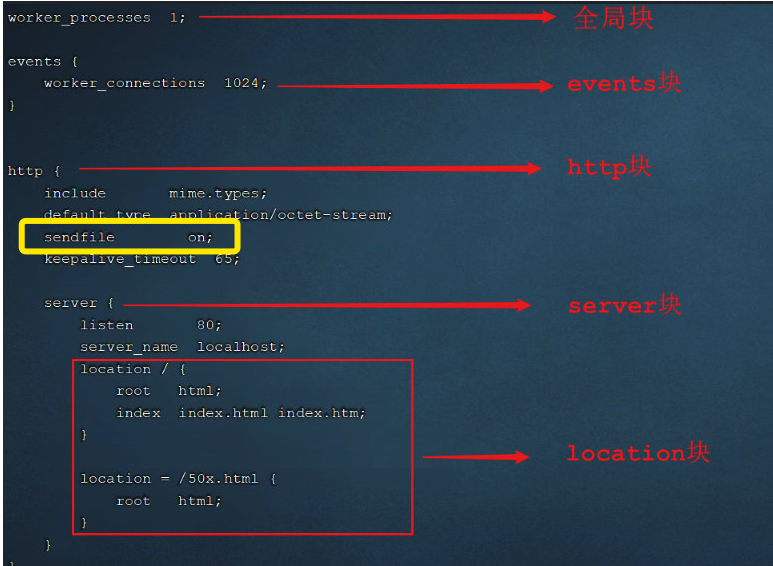 worker_processes  1; 全局块
events {
worker_connections  1024; events块
}
http { http块
include       mime.types;
default_type  application/octet-stream;
sendfile        on;
keepalive_timeout  65;
server { server块
listen       80;
server_name  localhost;
location / {
root   html;
index  index.html index.htm;
}
location块
location = /50x.html {
root   html;
}
}
}